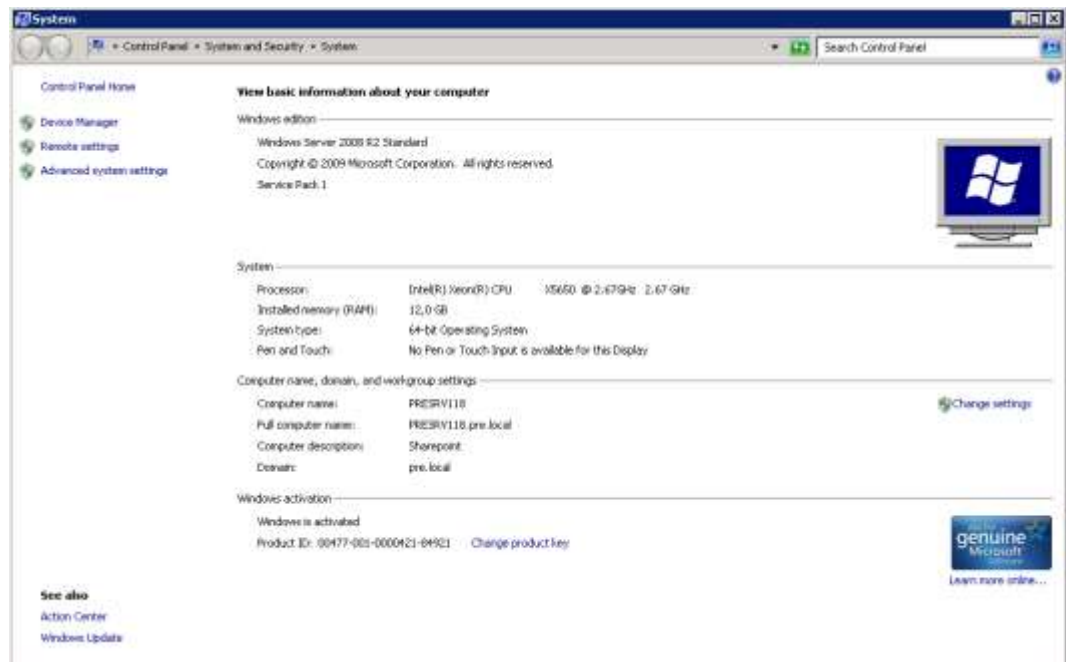 System
Control Panel • System and Security • System
Search Control Panel
Control Panel Home
Device Manager
Remote settings
Advanced system settings
View basic information about your computer
Windows edition
Windows Server 2008 R2 Standard
Copyright © 2009 Microsoft Corporation. All rights reserved.
Service Pack 1
System
Processor: Intel(R) Xeon(R) CPU X5650 @ 2.67GHz 2.67 GHz
Installed memory (RAM): 12,0 GB
System type: 64-bit Operating System
Pen and Touch: No Pen or Touch Input is available for this Display
Computer name, domain, and workgroup settings
Computer name: PRESRV118
Change settings
Full computer name: PRESRV118.pre.local
Computer description: Sharepoint
Domain: pre.local
Windows activation
Windows is activated
Product ID: 00477-001-0000421-84921 Change product key
genuine
Microsoft
Learn more online...
See also
Action Center
Windows Update